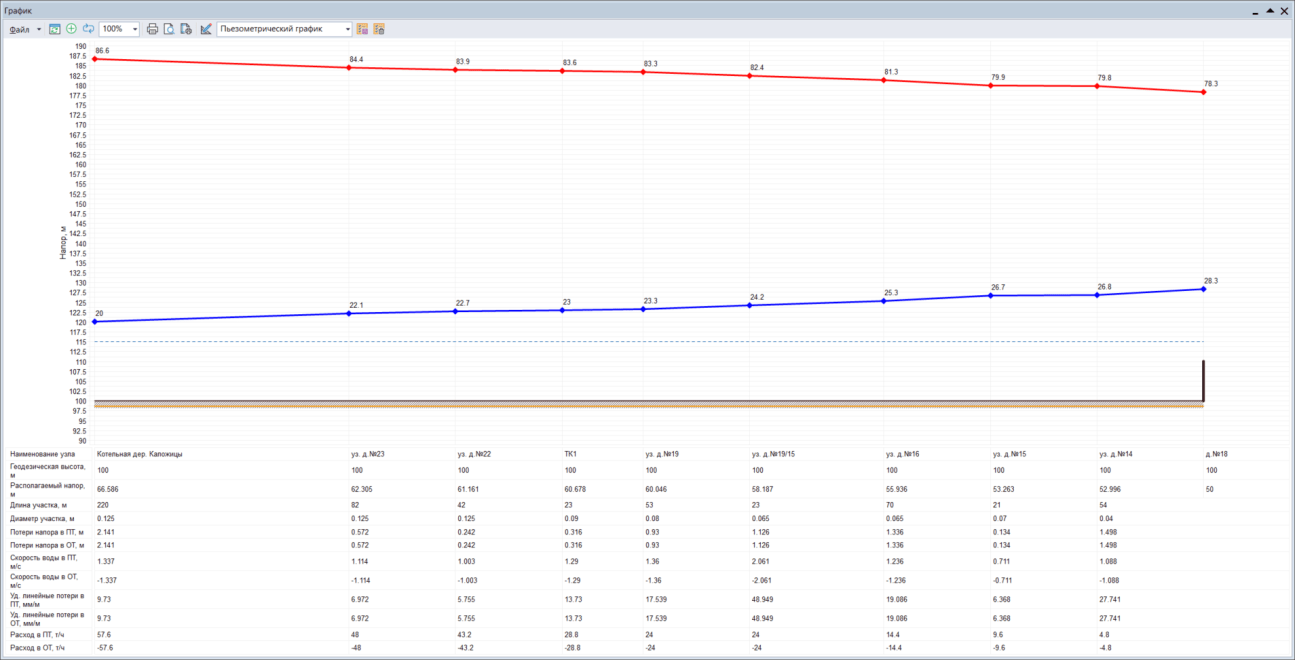 График
Файл 100% Пьезометрический график
190
187.5
185
182.5
180
177.5
175
172.5
170
167.5
165
162.5
160
157.5
155
152.5
150
147.5
145
142.5
140
137.5
135
132.5
130
127.5
125
122.5
120
117.5
115
112.5
110
107.5
105
102.5
100
97.5
95
92.5
90
Напор, м
86.6 84.4 83.9 83.6 83.3 82.4 81.3 79.9 79.8 78.3
20 22.1 22.7 23 23.3 24.2 25.3 26.7 26.8 28.3
Наименование узла Котельная дер. Капожицы уз. д.№23 уз. д.№22 ТК1 уз. д.№19 уз. д.№19/15 уз. д.№16 уз. д.№15 уз. д.№14 д.№18
Геодезическая высота,
м 100 100 100 100 100 100 100 100 100 100
Располагаемый напор,
м 66.586 62.305 61.161 60.678 60.046 58.187 55.936 53.263 52.996 50
Длина участка, м 220 82 42 23 53 23 70 21 54
Диаметр участка, м 0.125 0.125 0.125 0.09 0.08 0.065 0.065 0.07 0.04
Потери напора в ПТ, м 2.141 0.572 0.242 0.316 0.93 1.126 1.336 0.134 1.498
Потери напора в ОТ, м 2.141 0.572 0.242 0.316 0.93 1.126 1.336 0.134 1.498
Скорость воды в ПТ,
м/с 1.337 1.114 1.003 1.29 1.36 2.061 1.236 0.711 1.088
Скорость воды в ОТ,
м/с -1.337 -1.114 -1.003 -1.29 -1.36 -2.061 -1.236 -0.711 -1.088
Уд. линейные потери в
ПТ, мм/м 9.73 6.972 5.755 13.73 17.539 48.949 19.086 6.368 27.741
Уд. линейные потери в
ОТ, мм/м 9.73 6.972 5.755 13.73 17.539 48.949 19.086 6.368 27.741
Расход в ПТ, т/ч 57.6 48 43.2 28.8 24 24 14.4 9.6 4.8
Расход в ОТ, т/ч -57.6 -48 -43.2 -28.8 -24 -24 -14.4 -9.6 -4.8